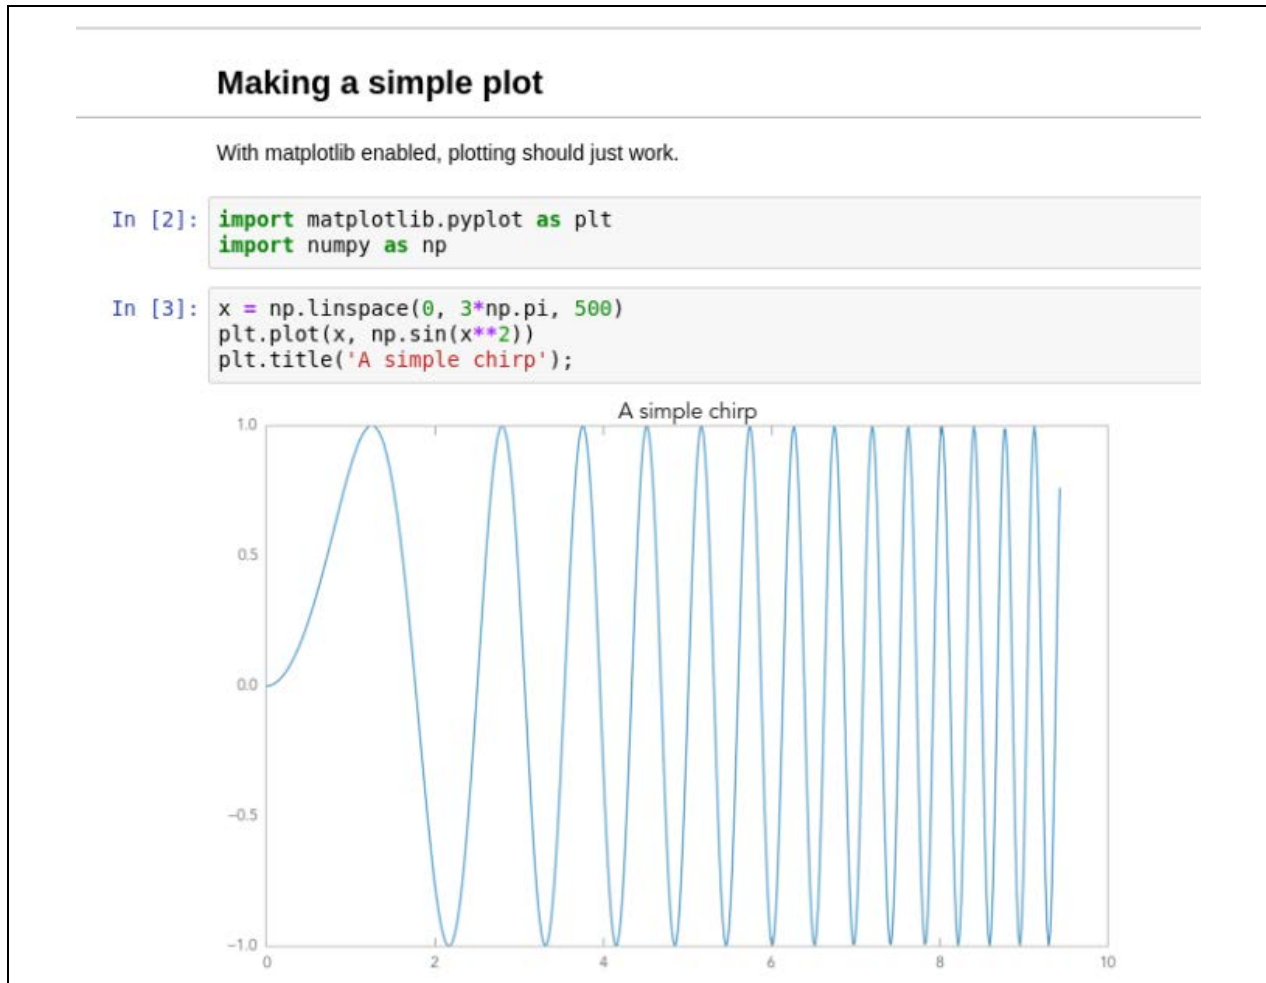 Making a simple plot
With matplotlib enabled, plotting should just work.
In [2]: import matplotlib.pyplot as plt
import numpy as np
In [3]: x = np.linspace(0, 3*np.pi, 500)
plt.plot(x, np.sin(x**2))
plt.title('A simple chirp');
A simple chirp
1.0
0.5
0.0
−0.5
−1.0
0 2 4 6 8 10